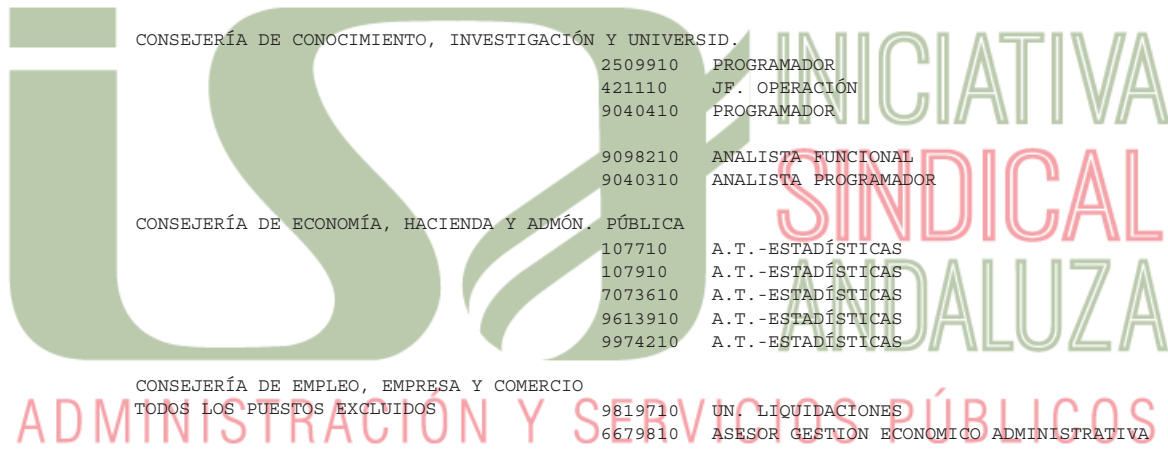 CONSEJERÍA DE CONOCIMIENTO, INVESTIGACIÓN Y UNIVERSID.
2509910 PROGRAMADOR
421110 JF. OPERACIÓN
9040410 PROGRAMADOR
9098210 ANALISTA FUNCIONAL
9040310 ANALISTA PROGRAMADOR
CONSEJERÍA DE ECONOMÍA, HACIENDA Y ADMÓN. PÚBLICA
107710 A.T.-ESTADÍSTICAS
107910 A.T.-ESTADÍSTICAS
7073610 A.T.-ESTADÍSTICAS
9613910 A.T.-ESTADÍSTICAS
9974210 A.T.-ESTADÍSTICAS
CONSEJERÍA DE EMPLEO, EMPRESA Y COMERCIO
TODOS LOS PUESTOS EXCLUIDOS 9819710 UN. LIQUIDACIONES
6679810 ASESOR GESTION ECONOMICO ADMINISTRATIVA
isa
INICIATIVA
SINDICAL
ANDALUZA
ADMINISTRACIÓN Y SERVICIOS PÚBLICOS